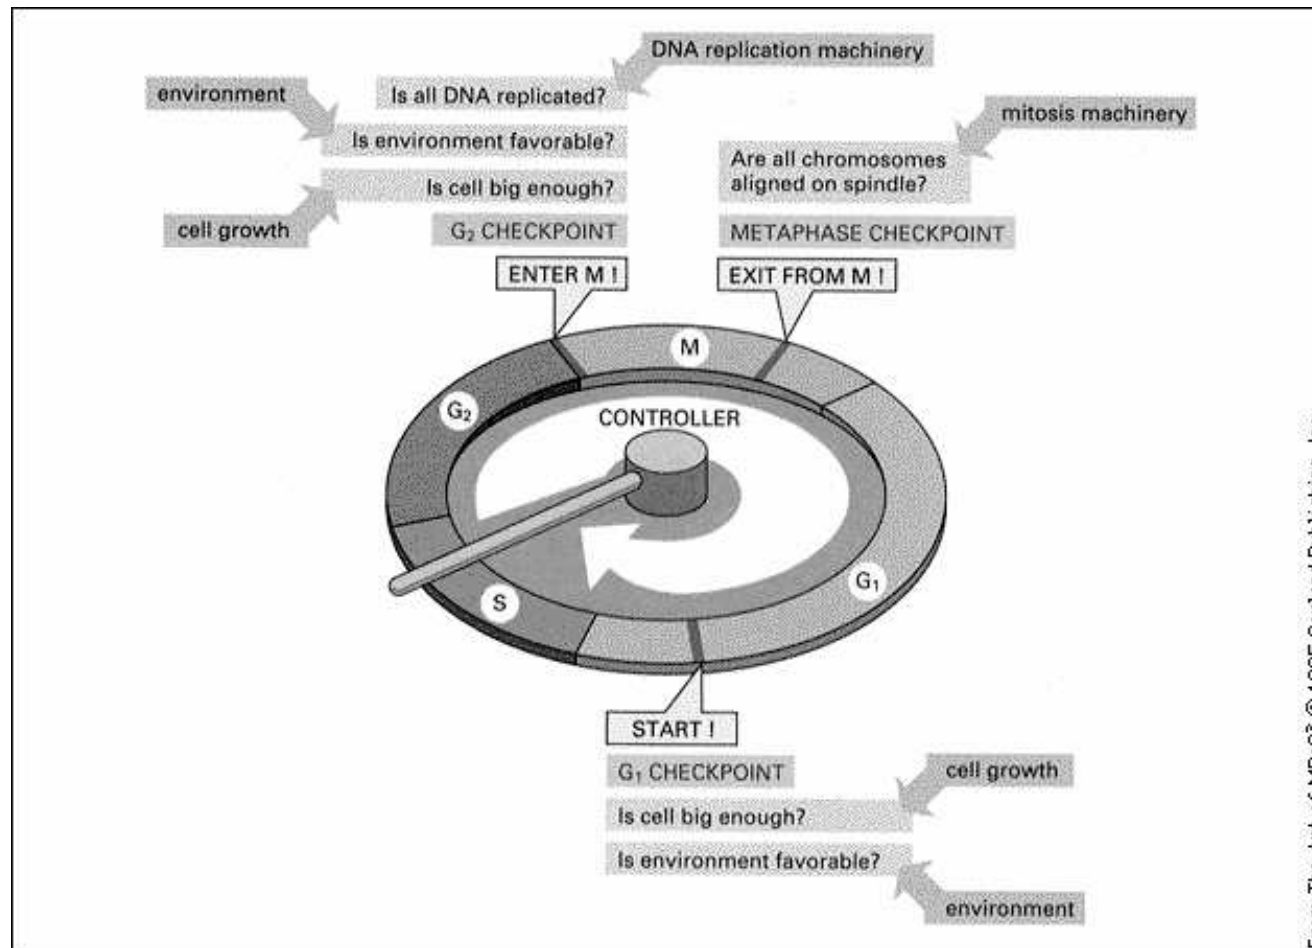 DNA replication machinery
environment
Is all DNA replicated?
mitosis machinery
Is environment favorable?
Are all chromosomes
aligned on spindle?
Is cell big enough?
cell growth
G₂ CHECKPOINT
METAPHASE CHECKPOINT
ENTER M !
EXIT FROM M !
M
G₂
CONTROLLER
G₁
S
START !
G₁ CHECKPOINT
cell growth
Is cell big enough?
Is environment favorable?
environment